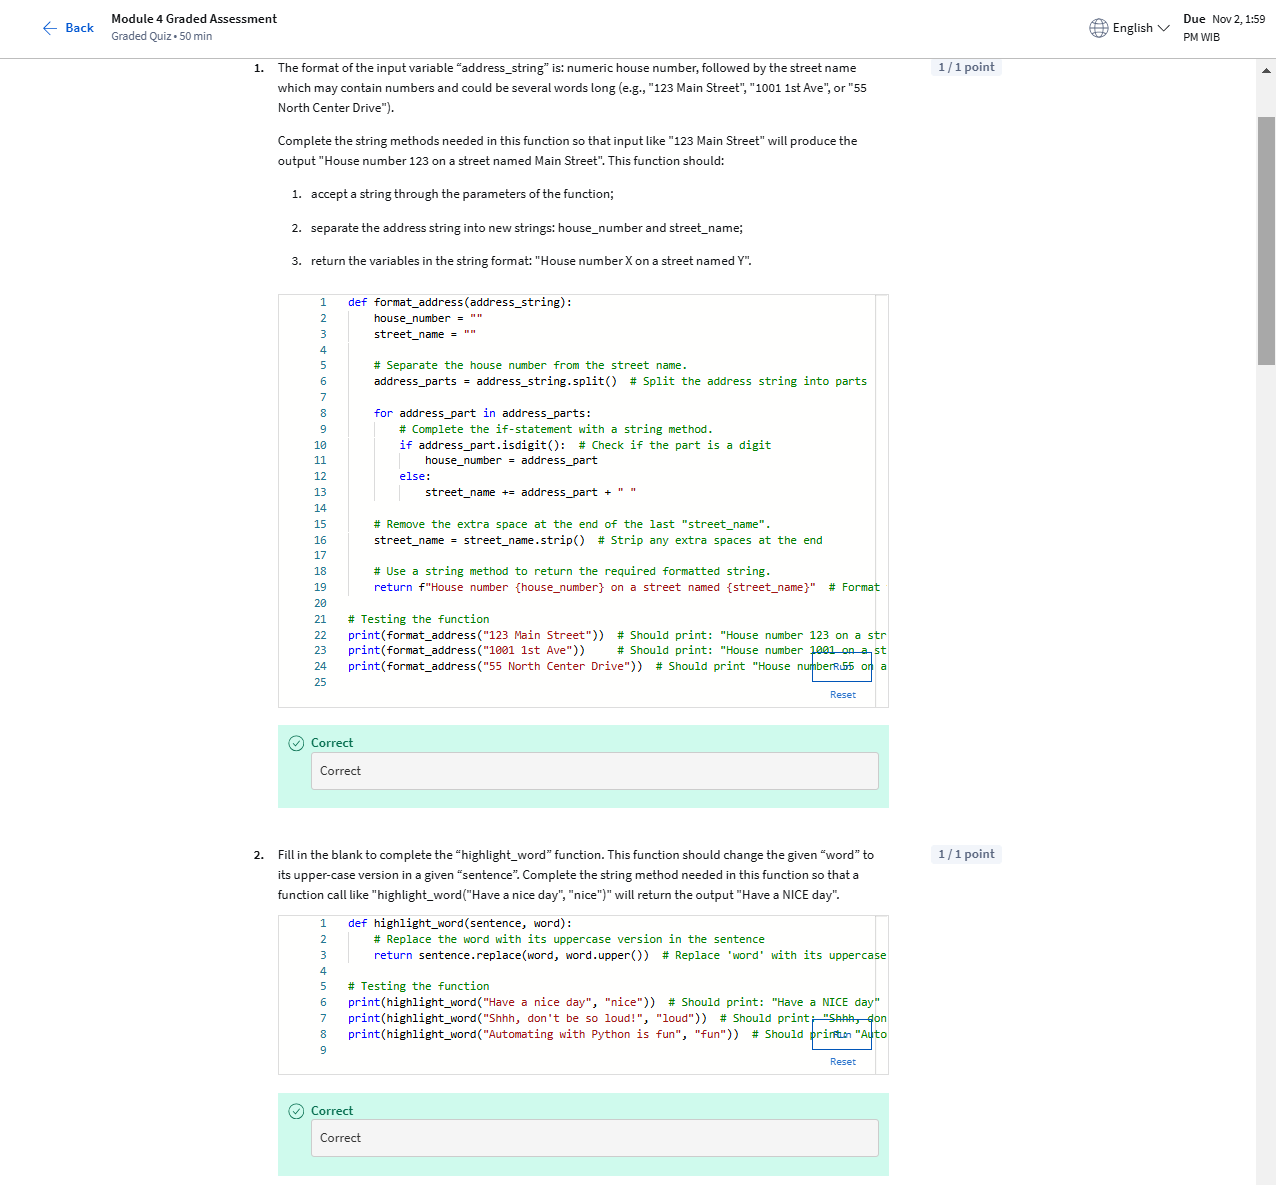 Back
Module 4 Graded Assessment
Graded Quiz • 50 min
English
Due Nov 2, 1:59
PM WIB
1. The format of the input variable “address_string” is: numeric house number, followed by the street name
which may contain numbers and could be several words long (e.g., "123 Main Street", "1001 1st Ave", or "55
North Center Drive").
1 / 1 point
Complete the string methods needed in this function so that input like "123 Main Street" will produce the
output "House number 123 on a street named Main Street". This function should:
1. accept a string through the parameters of the function;
2. separate the address string into new strings: house_number and street_name;
3. return the variables in the string format: "House number X on a street named Y".
1 def format_address(address_string):
2     house_number = ""
3     street_name = ""
4
5     # Separate the house number from the street name.
6     address_parts = address_string.split()  # Split the address string into parts
7
8     for address_part in address_parts:
9         # Complete the if-statement with a string method.
10         if address_part.isdigit():  # Check if the part is a digit
11             house_number = address_part
12         else:
13             street_name += address_part + " "
14
15     # Remove the extra space at the end of the last "street_name".
16     street_name = street_name.strip()  # Strip any extra spaces at the end
17
18     # Use a string method to return the required formatted string.
19     return f"House number {house_number} on a street named {street_name}"  # Format
20
21 # Testing the function
22 print(format_address("123 Main Street"))  # Should print: "House number 123 on a str
23 print(format_address("1001 1st Ave"))     # Should print: "House number 1001 on a st
24 print(format_address("55 North Center Drive"))  # Should print "House number 55 on a
25
Run
Reset
Correct
Correct
2. Fill in the blank to complete the “highlight_word” function. This function should change the given “word” to
its upper-case version in a given “sentence”. Complete the string method needed in this function so that a
function call like "highlight_word("Have a nice day", "nice")" will return the output "Have a NICE day".
1 / 1 point
1 def highlight_word(sentence, word):
2     # Replace the word with its uppercase version in the sentence
3     return sentence.replace(word, word.upper())  # Replace 'word' with its uppercase
4
5 # Testing the function
6 print(highlight_word("Have a nice day", "nice"))  # Should print: "Have a NICE day"
7 print(highlight_word("Shhh, don't be so loud!", "loud"))  # Should print: "Shhh, don
8 print(highlight_word("Automating with Python is fun", "fun"))  # Should print: "Auto
9
Run
Reset
Correct
Correct